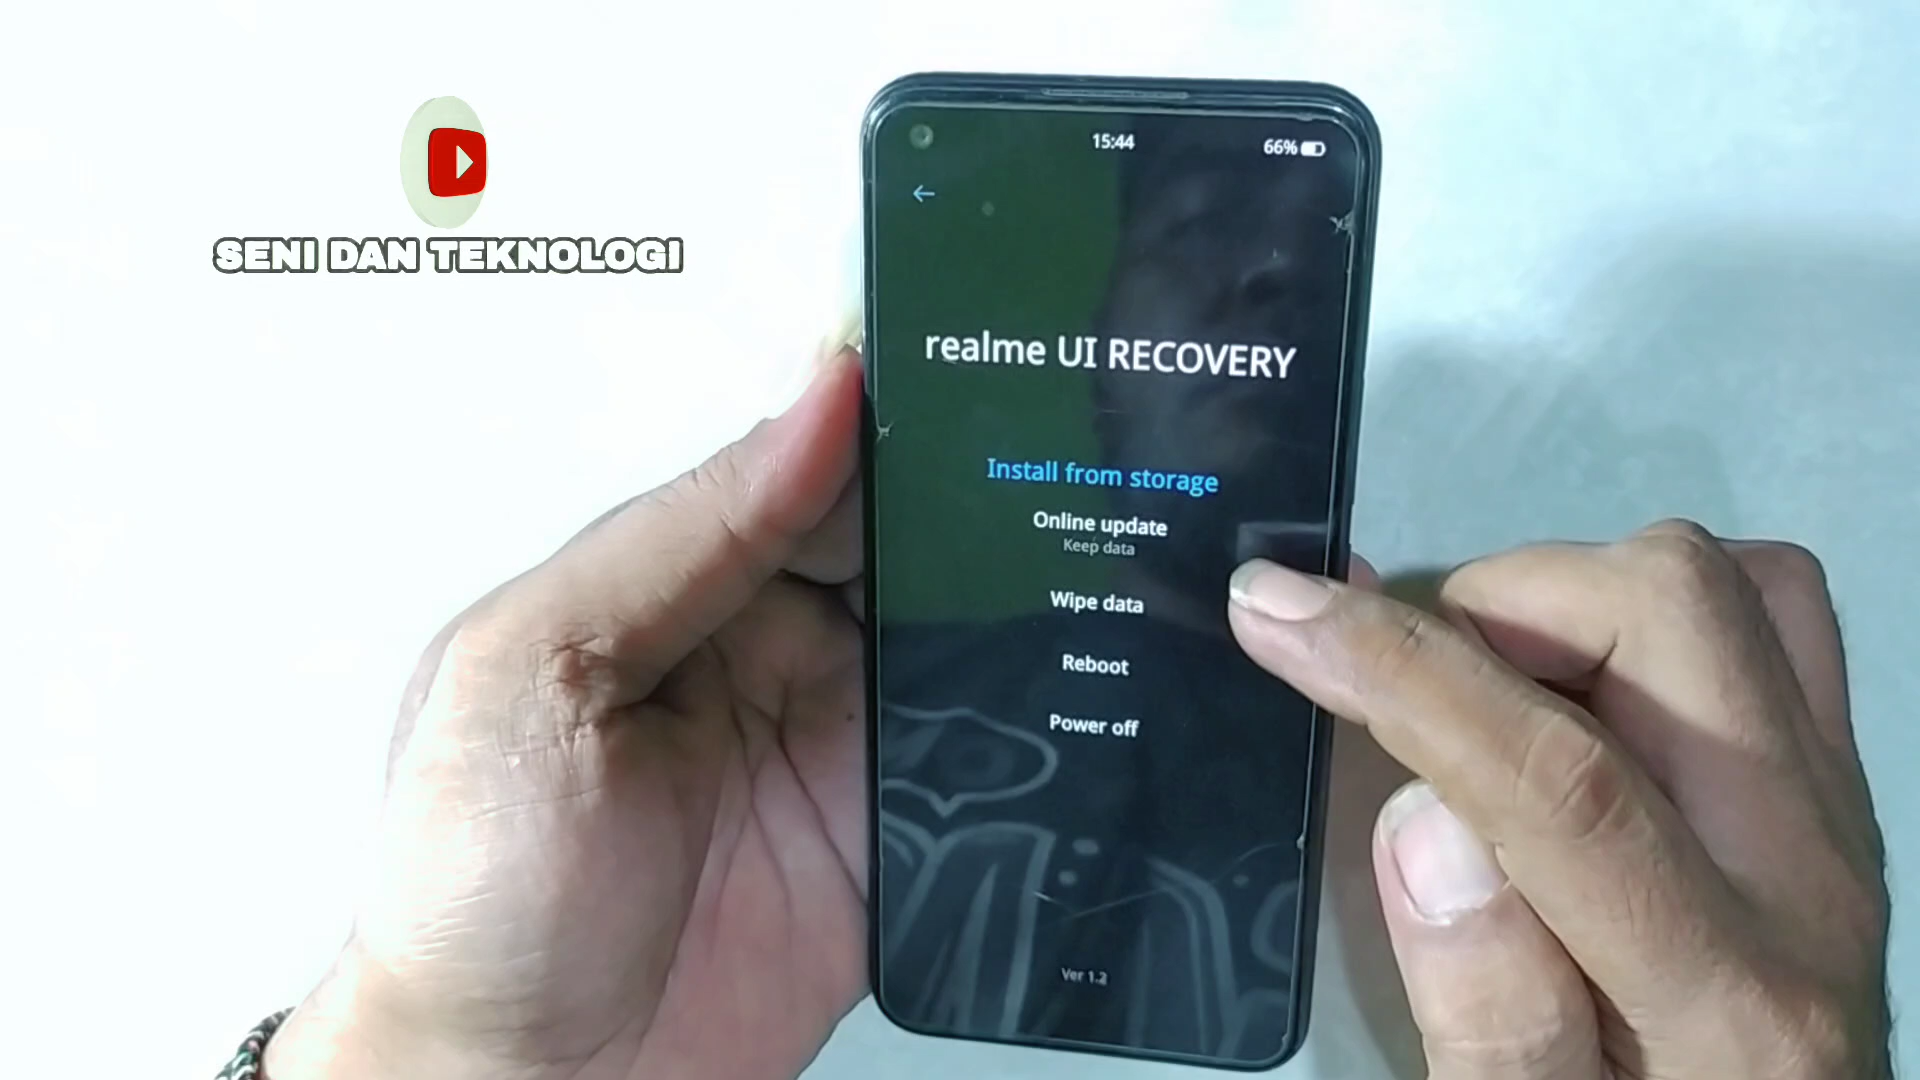 SENI DAN TEKNOLOGI
15:44
66%
realme UI RECOVERY
Install from storage
Online update
Keep data
Wipe data
Reboot
Power off
Ver 1.2